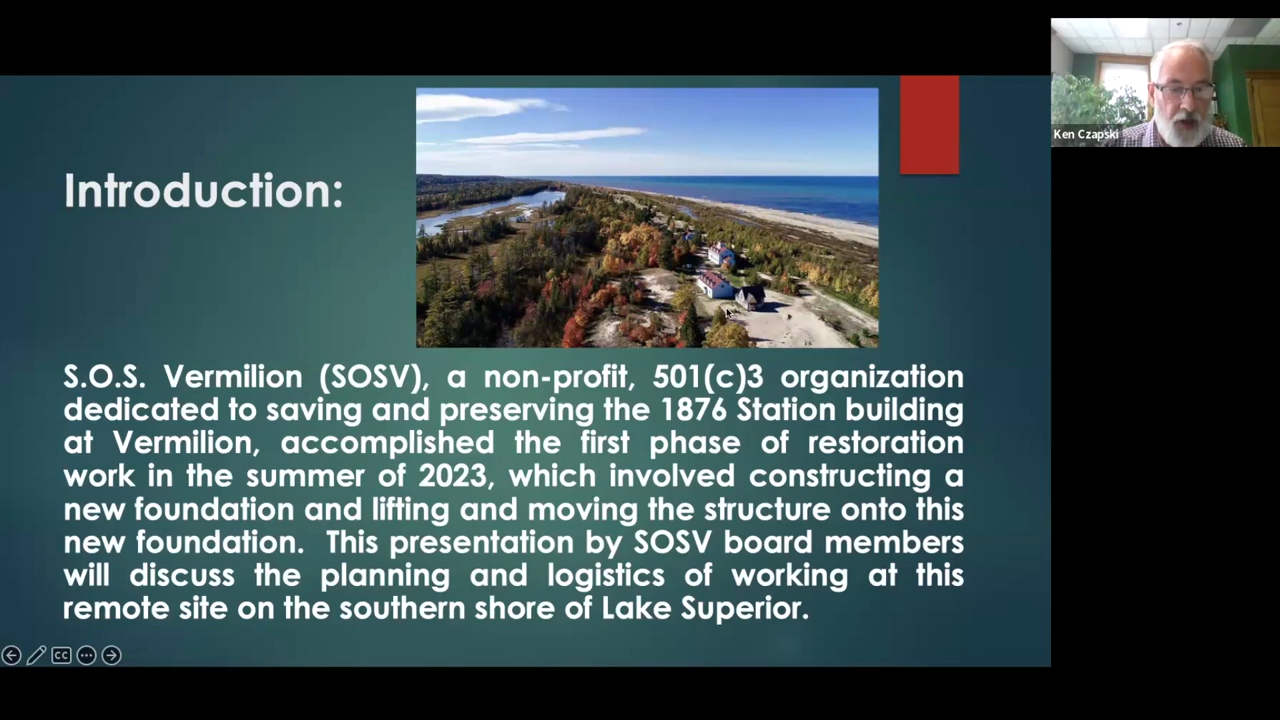 Introduction:
S.O.S. Vermilion (SOSV), a non-profit, 501(c)3 organization
dedicated to saving and preserving the 1876 Station building
at Vermilion, accomplished the first phase of restoration
work in the summer of 2023, which involved constructing a
new foundation and lifting and moving the structure onto this
new foundation.  This presentation by SOSV board members
will discuss the planning and logistics of working at this
remote site on the southern shore of Lake Superior.
Ken Czapski
CC